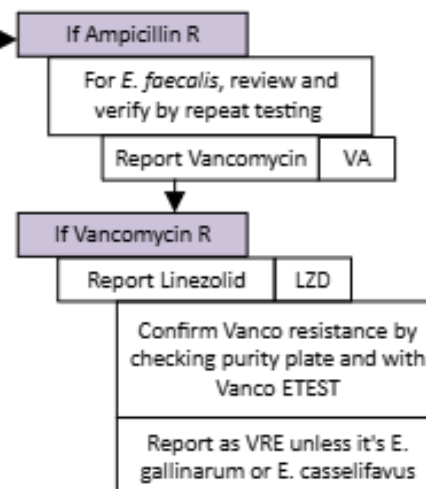 If Ampicillin R
For E. faecalis, review and
verify by repeat testing
Report Vancomycin VA
If Vancomycin R
Report Linezolid LZD
Confirm Vanco resistance by
checking purity plate and with
Vanco ETEST
Report as VRE unless it's E.
gallinarum or E. casselifavus